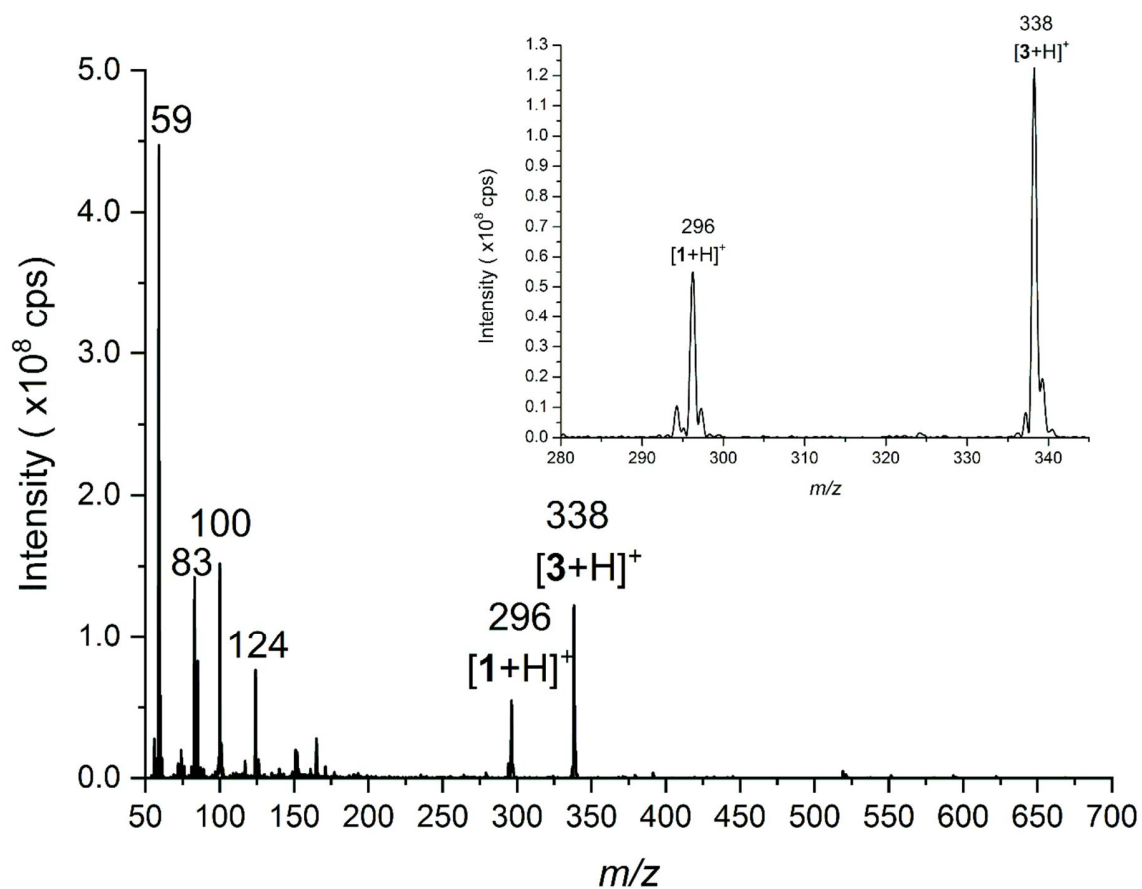 5.0
4.0
3.0
2.0
1.0
0.0
Intensity ( x10⁸ cps)
50 100 150 200 250 300 350 400 450 500 550 600 650 700
m/z
59
83
100
124
296
[1+H]⁺
338
[3+H]⁺
1.3
1.2
1.1
1.0
0.9
0.8
0.7
0.6
0.5
0.4
0.3
0.2
0.1
0.0
Intensity ( x10⁸ cps)
280 290 300 310 320 330 340
m/z
296
[1+H]⁺
338
[3+H]⁺